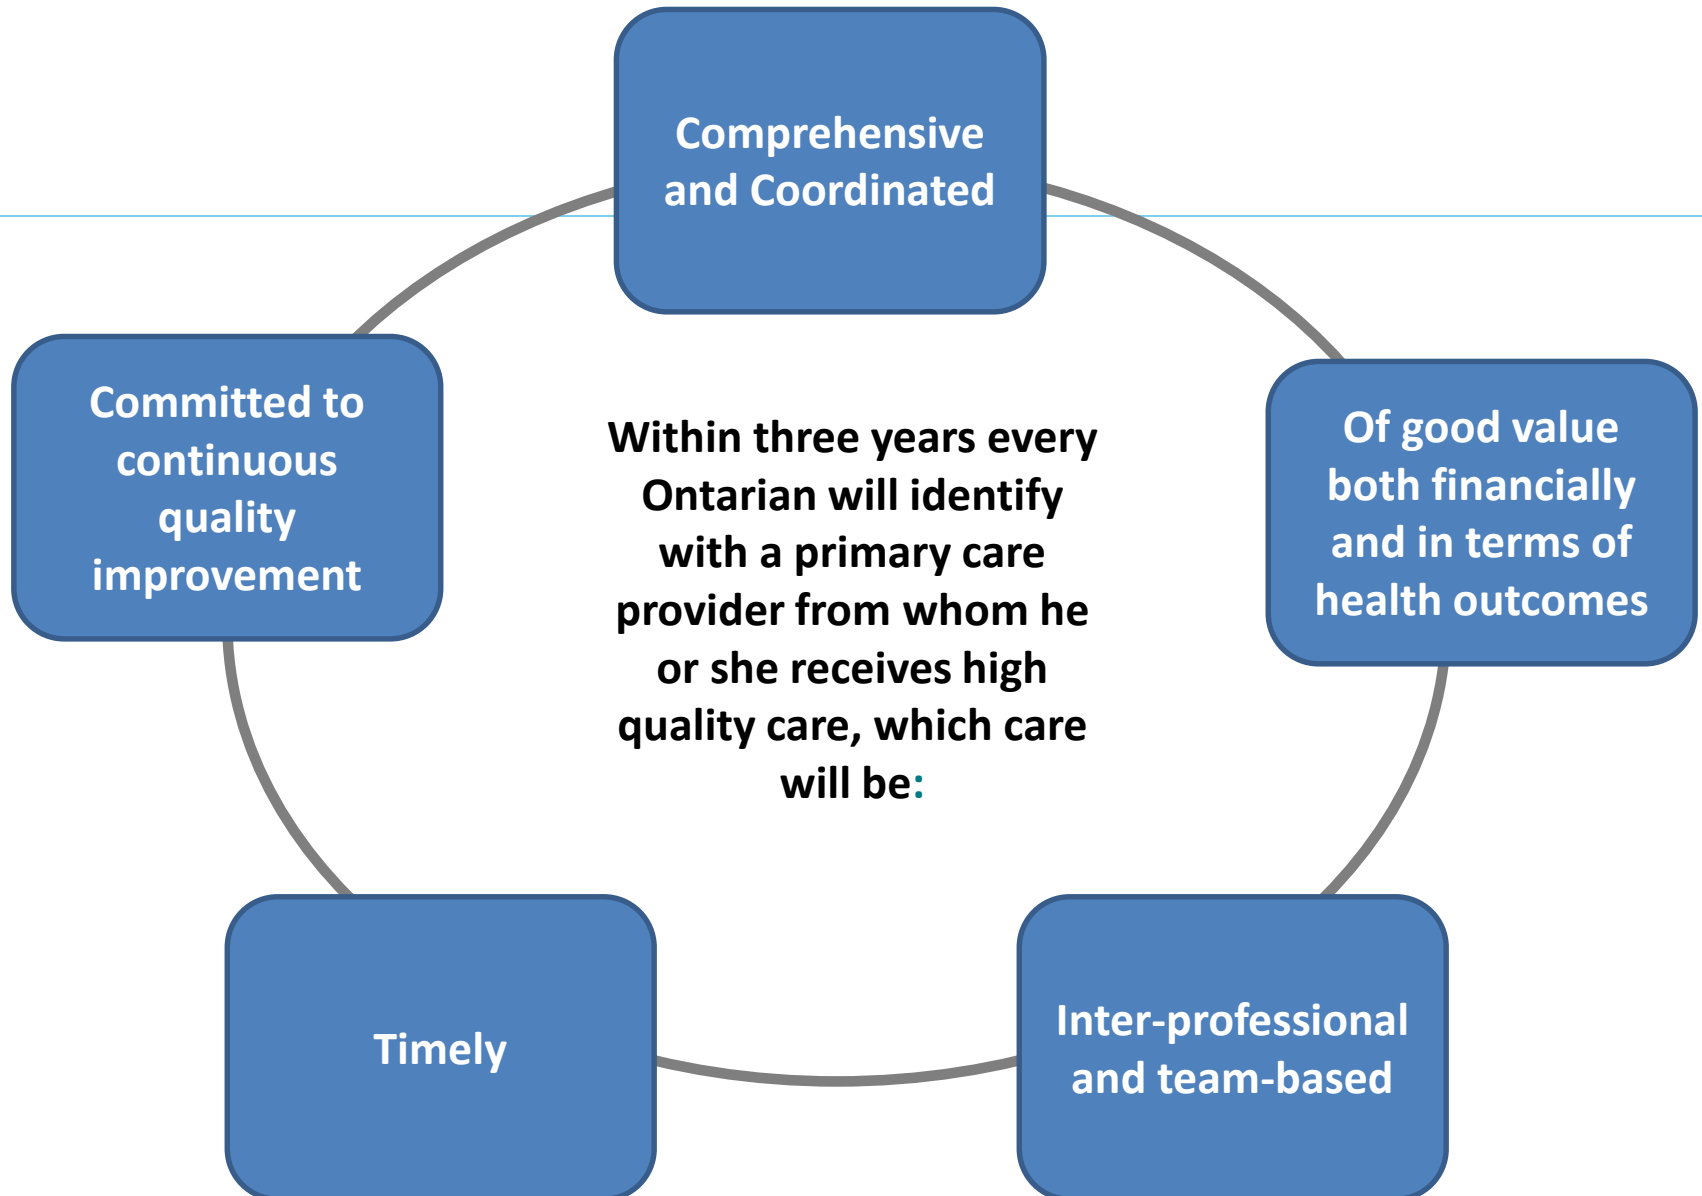 Comprehensive
and Coordinated
Committed to
continuous
quality
improvement
Within three years every
Ontarian will identify
with a primary care
provider from whom he
or she receives high
quality care, which care
will be:
Of good value
both financially
and in terms of
health outcomes
Timely
Inter-professional
and team-based